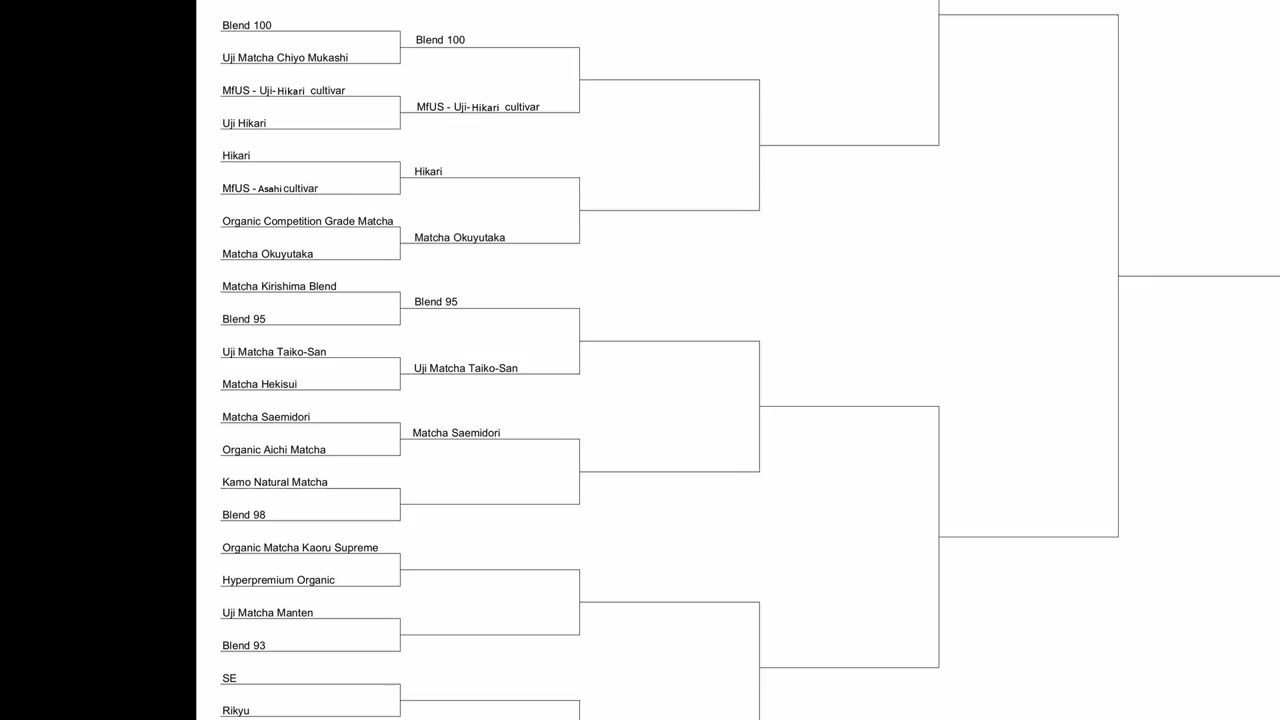 Blend 100
Uji Matcha Chiyo Mukashi
MfUS - Uji-Hikari cultivar
Uji Hikari
Hikari
MfUS - Asahi cultivar
Organic Competition Grade Matcha
Matcha Okuyutaka
Matcha Kirishima Blend
Blend 95
Uji Matcha Taiko-San
Matcha Hekisui
Matcha Saemidori
Organic Aichi Matcha
Kamo Natural Matcha
Blend 98
Organic Matcha Kaoru Supreme
Hyperpremium Organic
Uji Matcha Manten
Blend 93
SE
Rikyu
Blend 100
MfUS - Uji-Hikari cultivar
Hikari
Matcha Okuyutaka
Blend 95
Uji Matcha Taiko-San
Matcha Saemidori